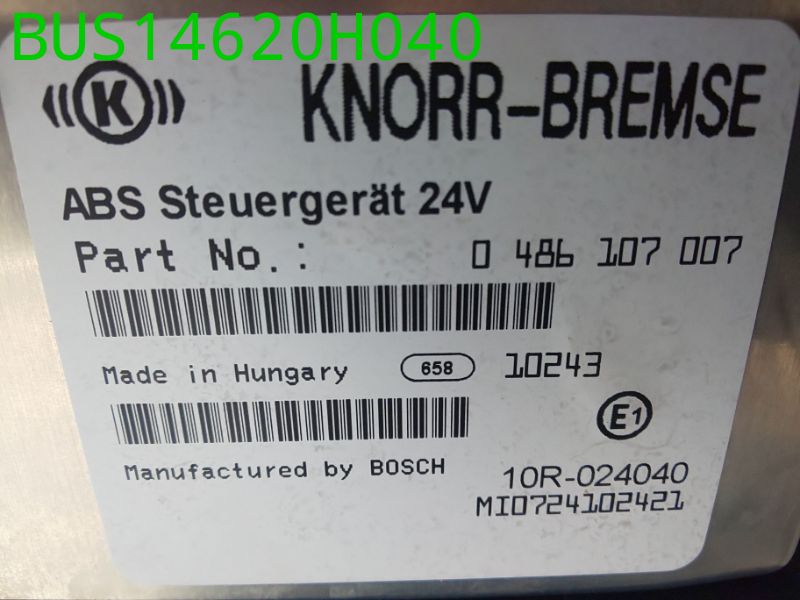 BUS14620H040
K KNORR-BREMSE
ABS Steuergerät 24V
Part No.: 0 486 107 007
Made in Hungary 658 10243
E1
Manufactured by BOSCH 10R-024040
MI0724102421